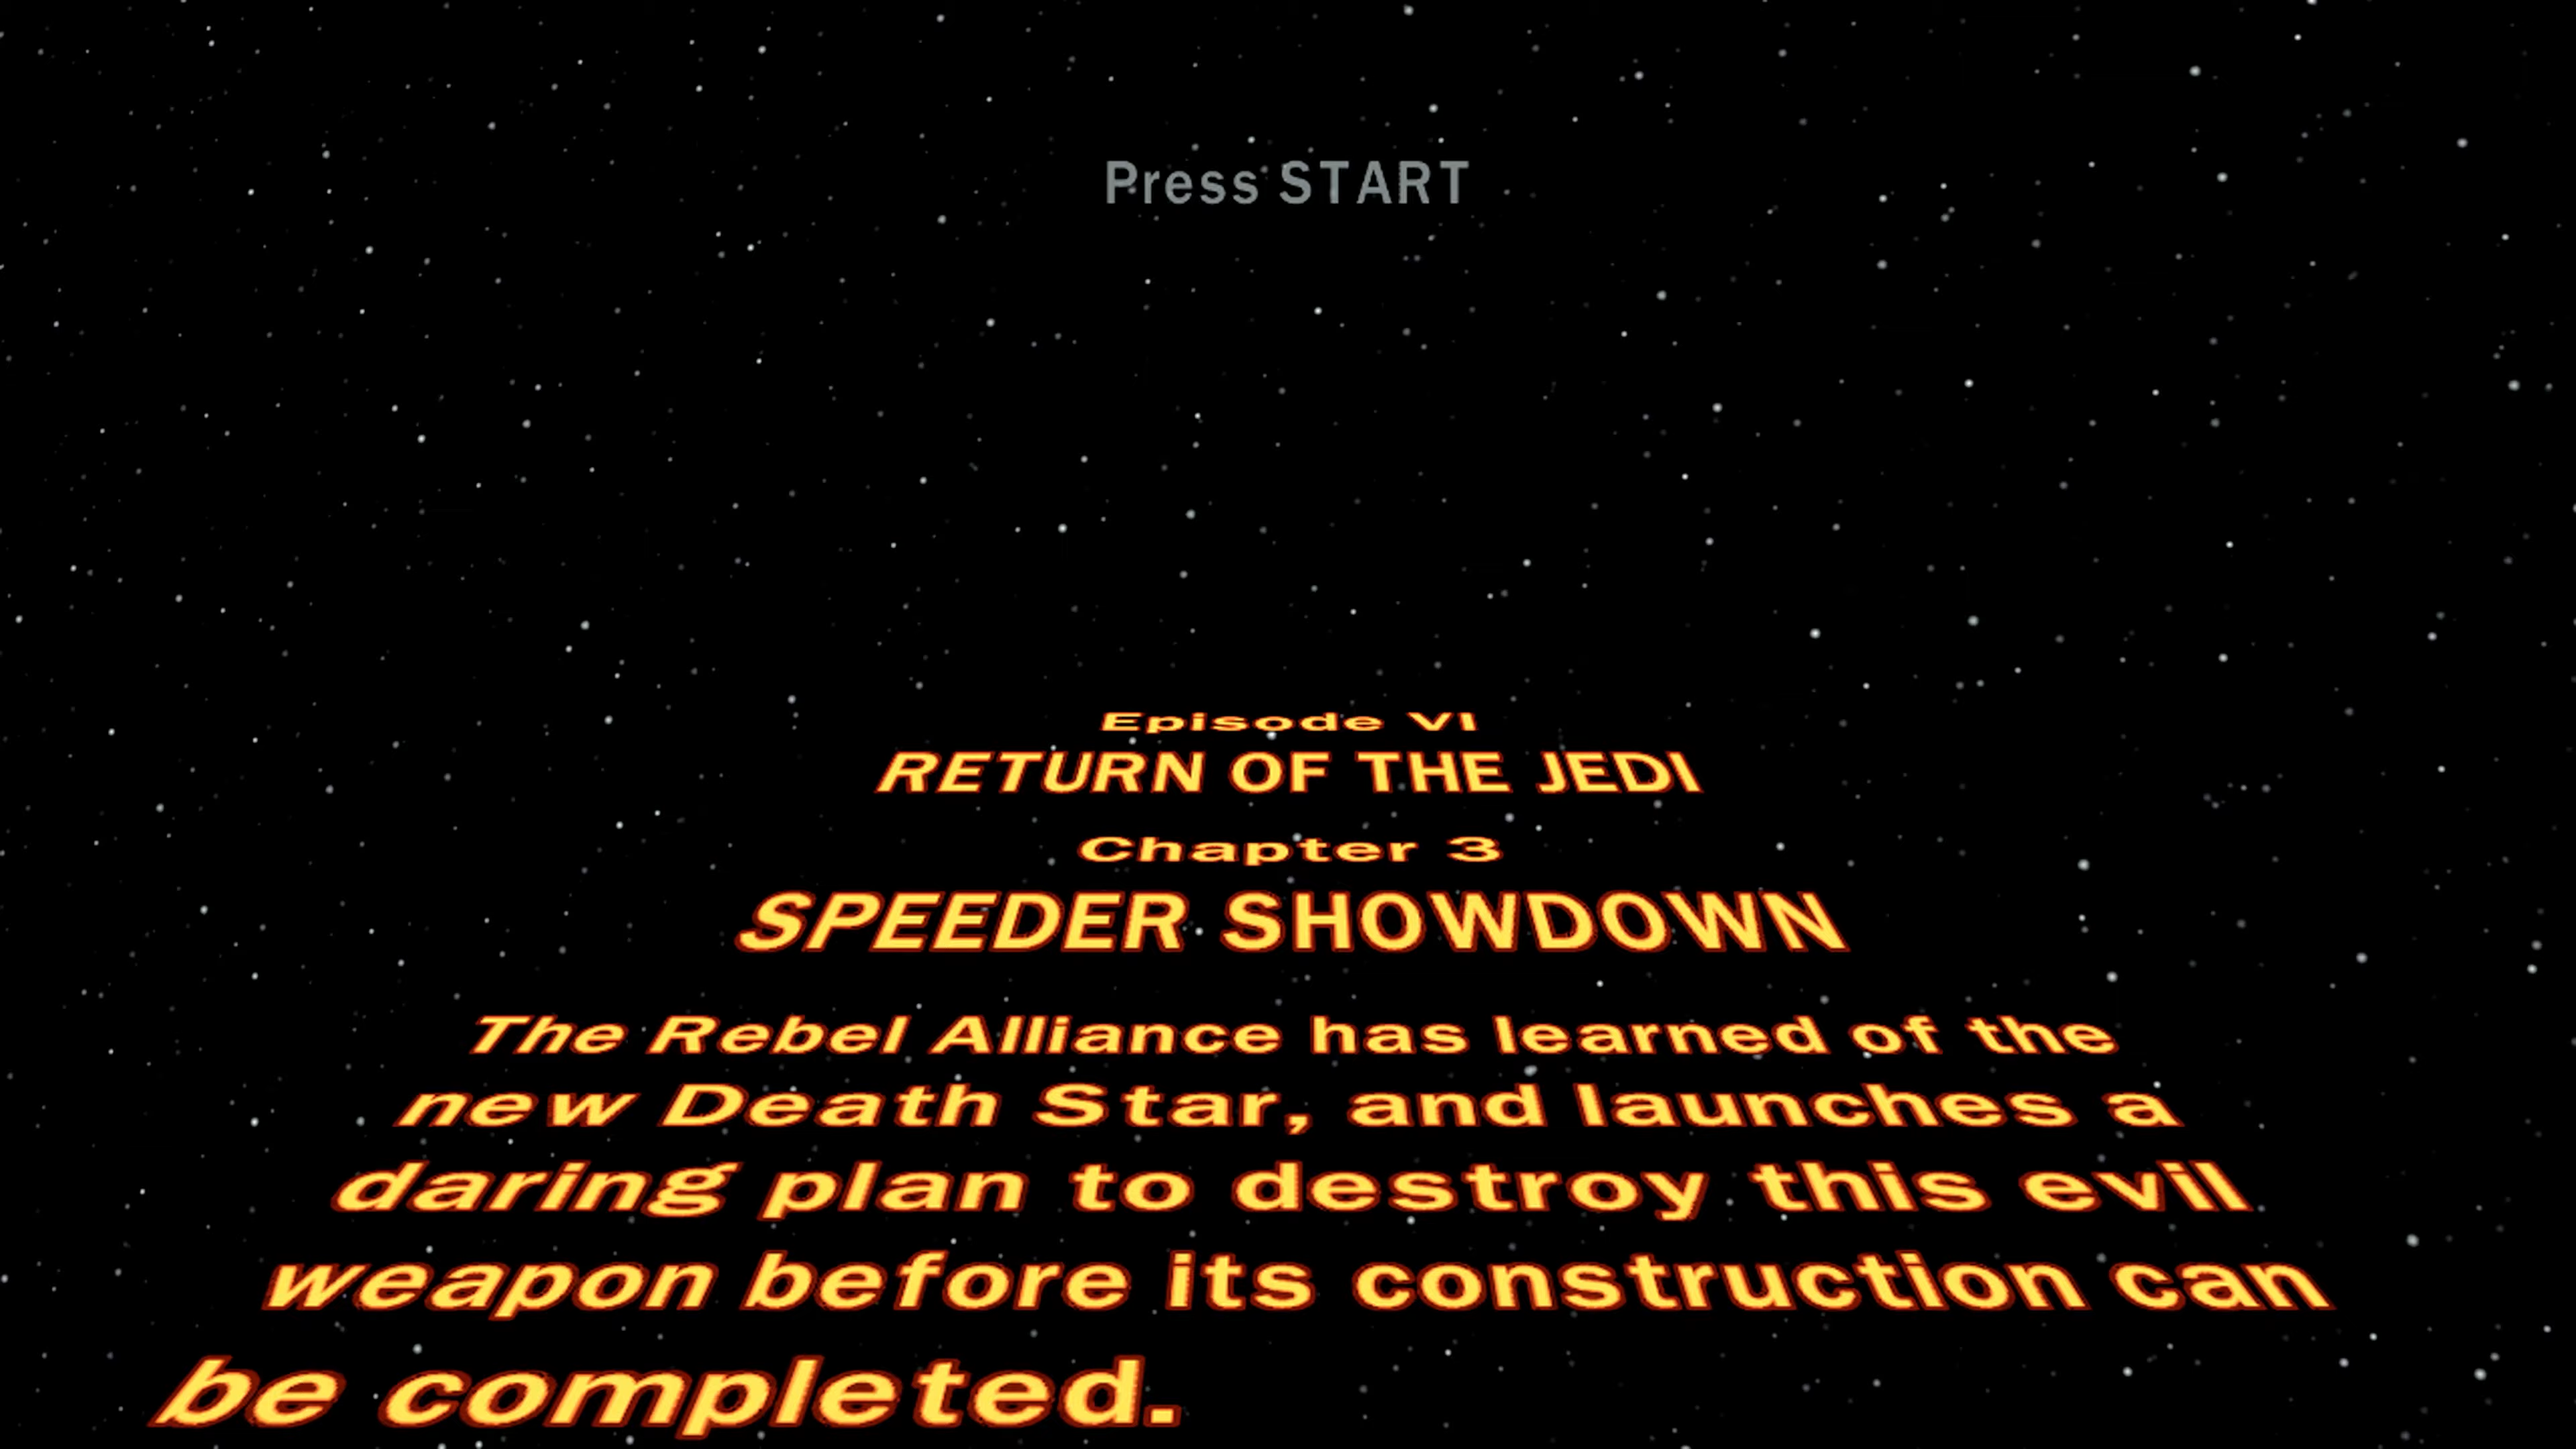 Press START
Episode VI
RETURN OF THE JEDI
Chapter 3
SPEEDER SHOWDOWN
The Rebel Alliance has learned of the
new Death Star, and launches a
daring plan to destroy this evil
weapon before its construction can
be completed.